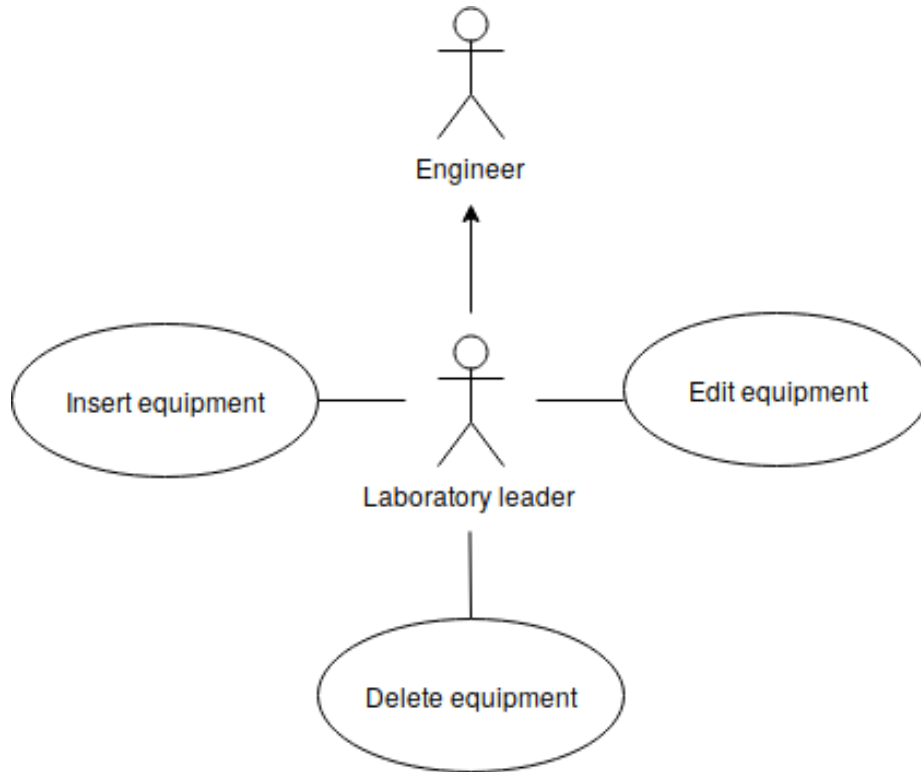 Engineer
Insert equipment
Edit equipment
Laboratory leader
Delete equipment